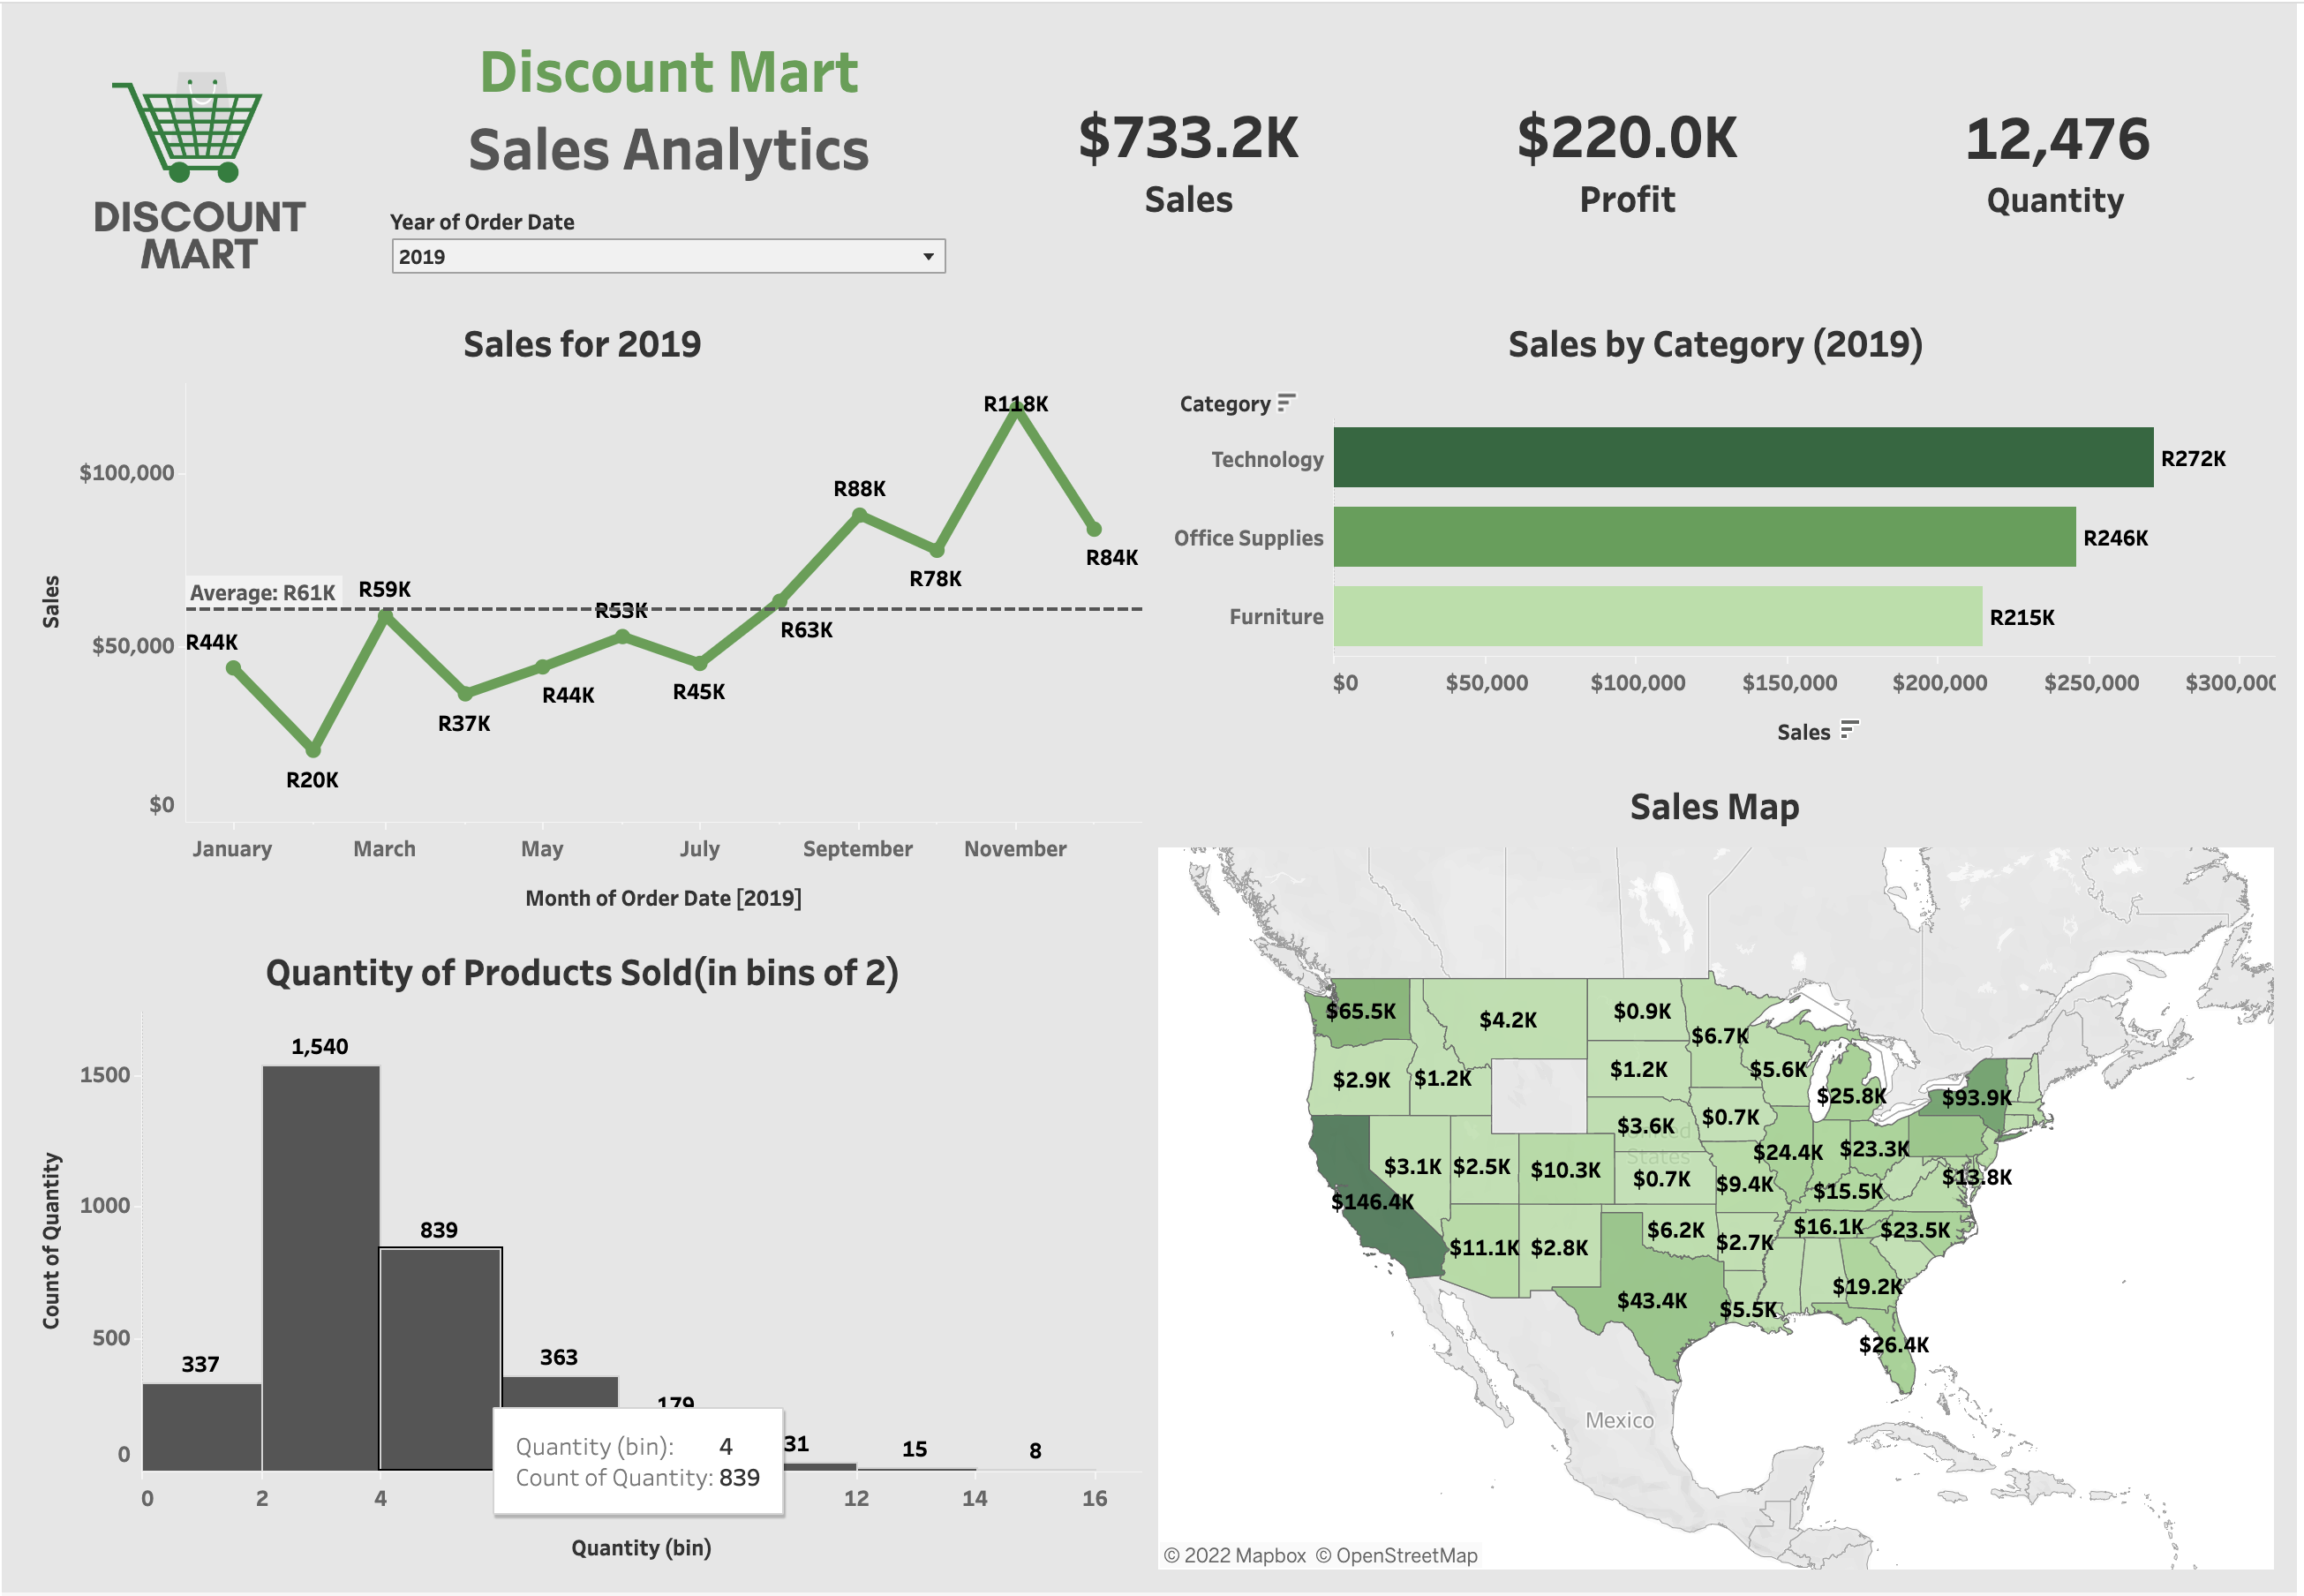 DISCOUNT
MART
Discount Mart
Sales Analytics
Year of Order Date
2019
$733.2K
Sales
$220.0K
Profit
12,476
Quantity
Sales for 2019
Sales
$100,000
$50,000
$0
Average: R61K
R44K
R20K
R59K
R37K
R44K
R53K
R45K
R63K
R88K
R78K
R118K
R84K
January
March
May
July
September
November
Month of Order Date [2019]
Sales by Category (2019)
Category
Technology
R272K
Office Supplies
R246K
Furniture
R215K
$0
$50,000
$100,000
$150,000
$200,000
$250,000
Sales
Quantity of Products Sold(in bins of 2)
Count of Quantity
1500
1000
500
0
337
1,540
839
363
179
31
15
8
Quantity (bin): 4
Count of Quantity: 839
0
2
4
12
14
16
Quantity (bin)
Sales Map
$65.5K
$4.2K
$0.9K
$6.7K
$2.9K
$1.2K
$1.2K
$5.6K
$25.8K
$93.9K
$3.6K
$0.7K
United
States
$3.1K
$2.5K
$10.3K
$0.7K
$9.4K
$24.4K
$23.3K
$13.8K
$146.4K
$15.5K
$11.1K
$2.8K
$6.2K
$2.7K
$16.1K
$23.5K
$43.4K
$5.5K
$19.2K
$26.4K
Mexico
© 2022 Mapbox © OpenStreetMap